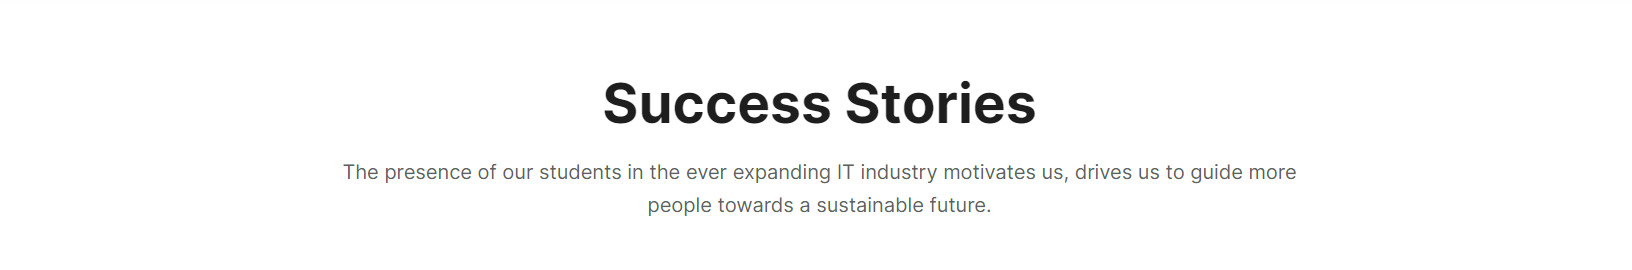 Success Stories
The presence of our students in the ever expanding IT industry motivates us, drives us to guide more
people towards a sustainable future.